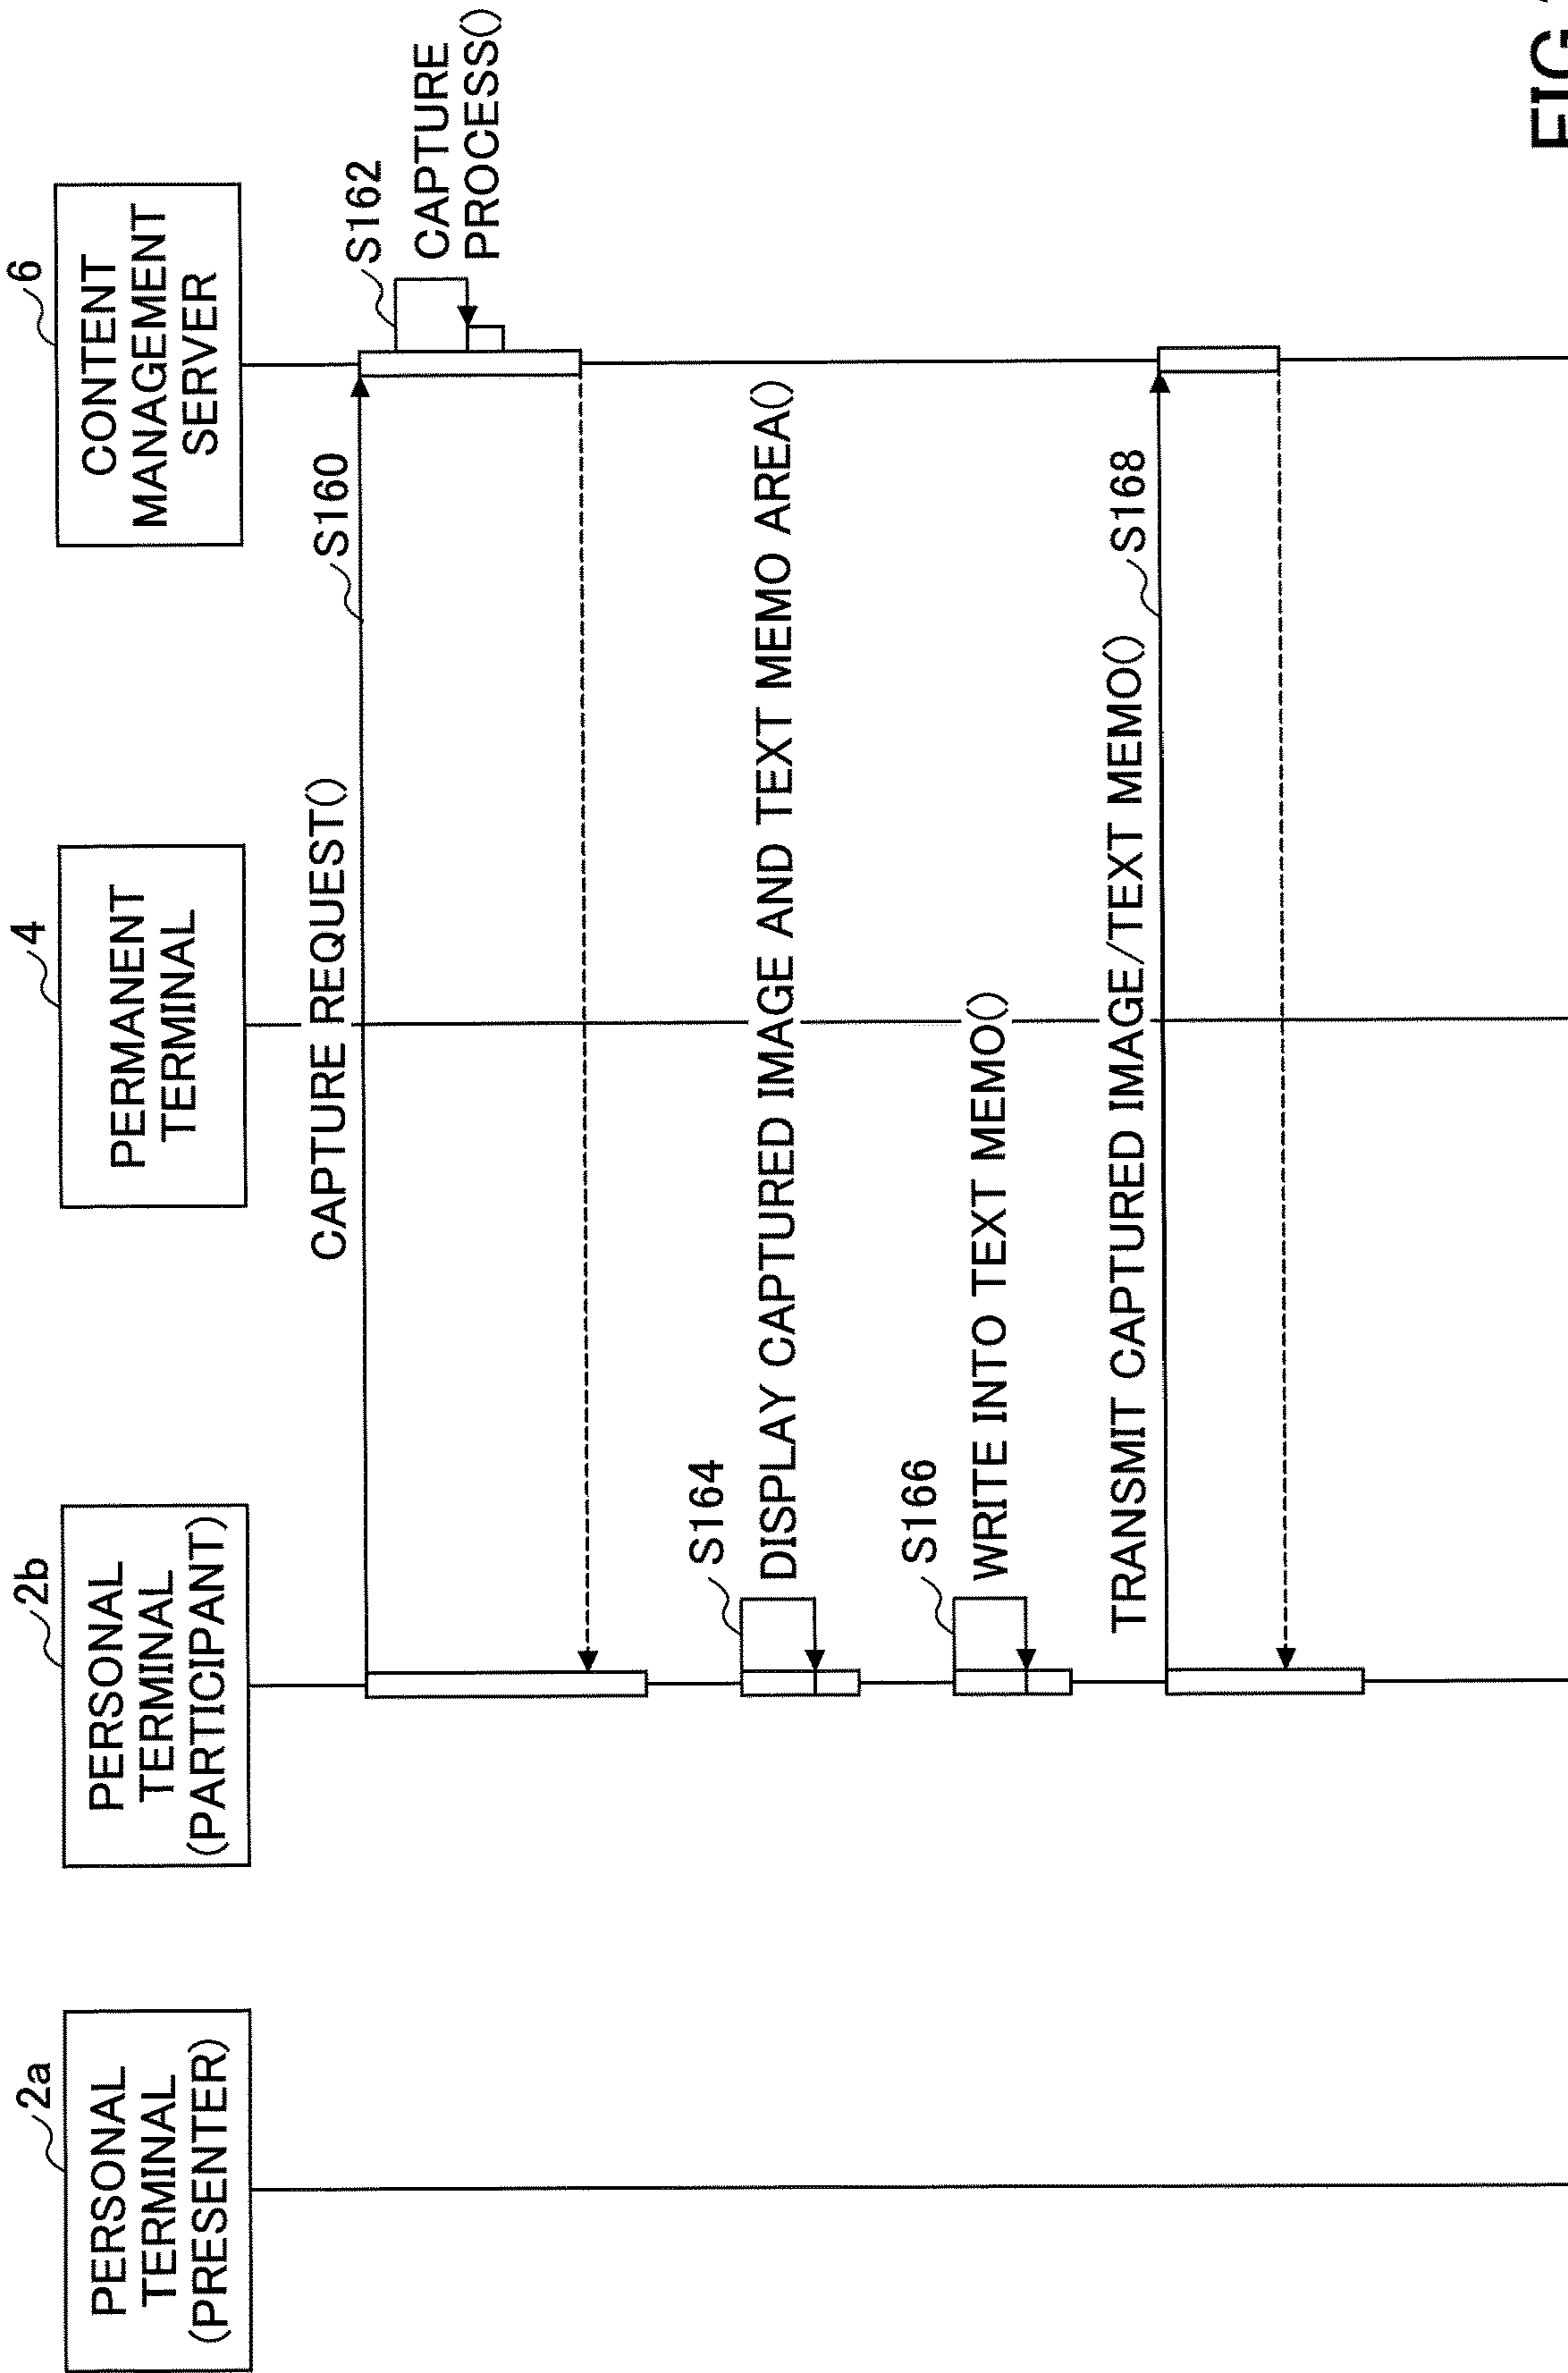 2a
PERSONAL
TERMINAL
(PRESENTER)
2b
PERSONAL
TERMINAL
(PARTICIPANT)
4
PERMANENT
TERMINAL
6
CONTENT
MANAGEMENT
SERVER
CAPTURE REQUEST()
S160
S162
CAPTURE
PROCESS()
S164
DISPLAY CAPTURED IMAGE AND TEXT MEMO AREA()
S166
WRITE INTO TEXT MEMO()
TRANSMIT CAPTURED IMAGE/TEXT MEMO()
S168
FIG